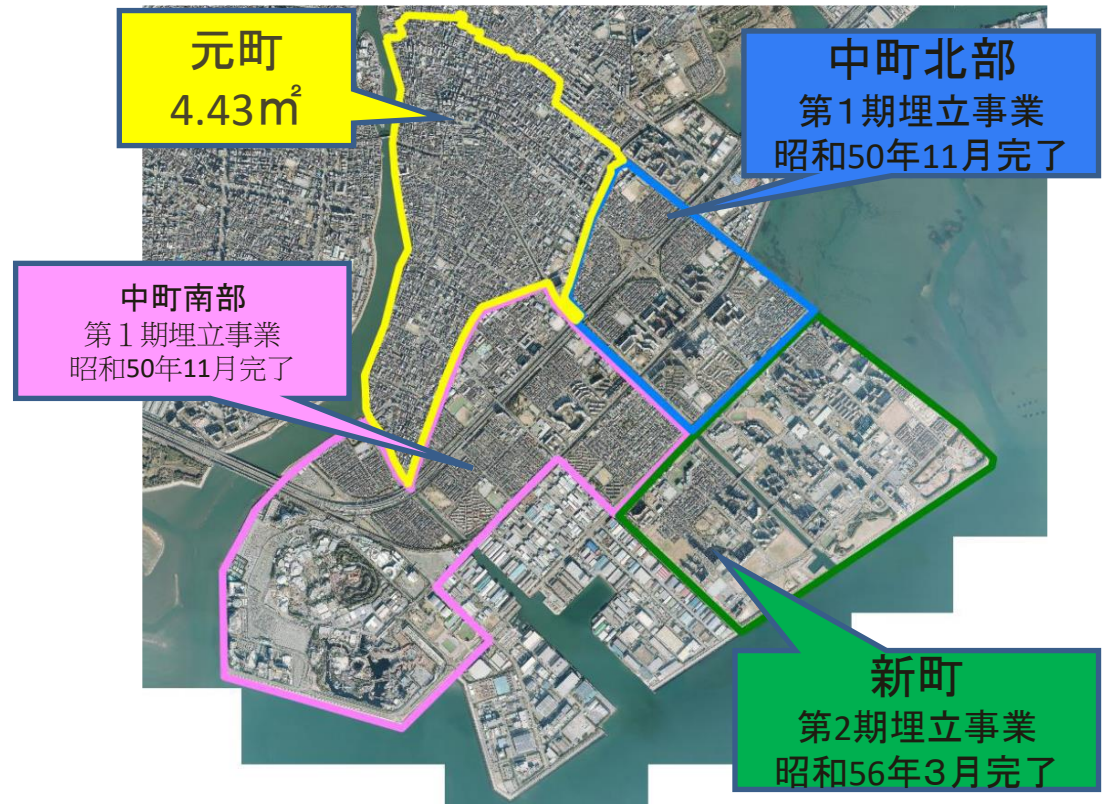 元町
4.43㎡
中町北部
第1期埋立事業
昭和50年11月完了
中町南部
第１期埋立事業
昭和50年11月完了
新町
第2期埋立事業
昭和56年３月完了